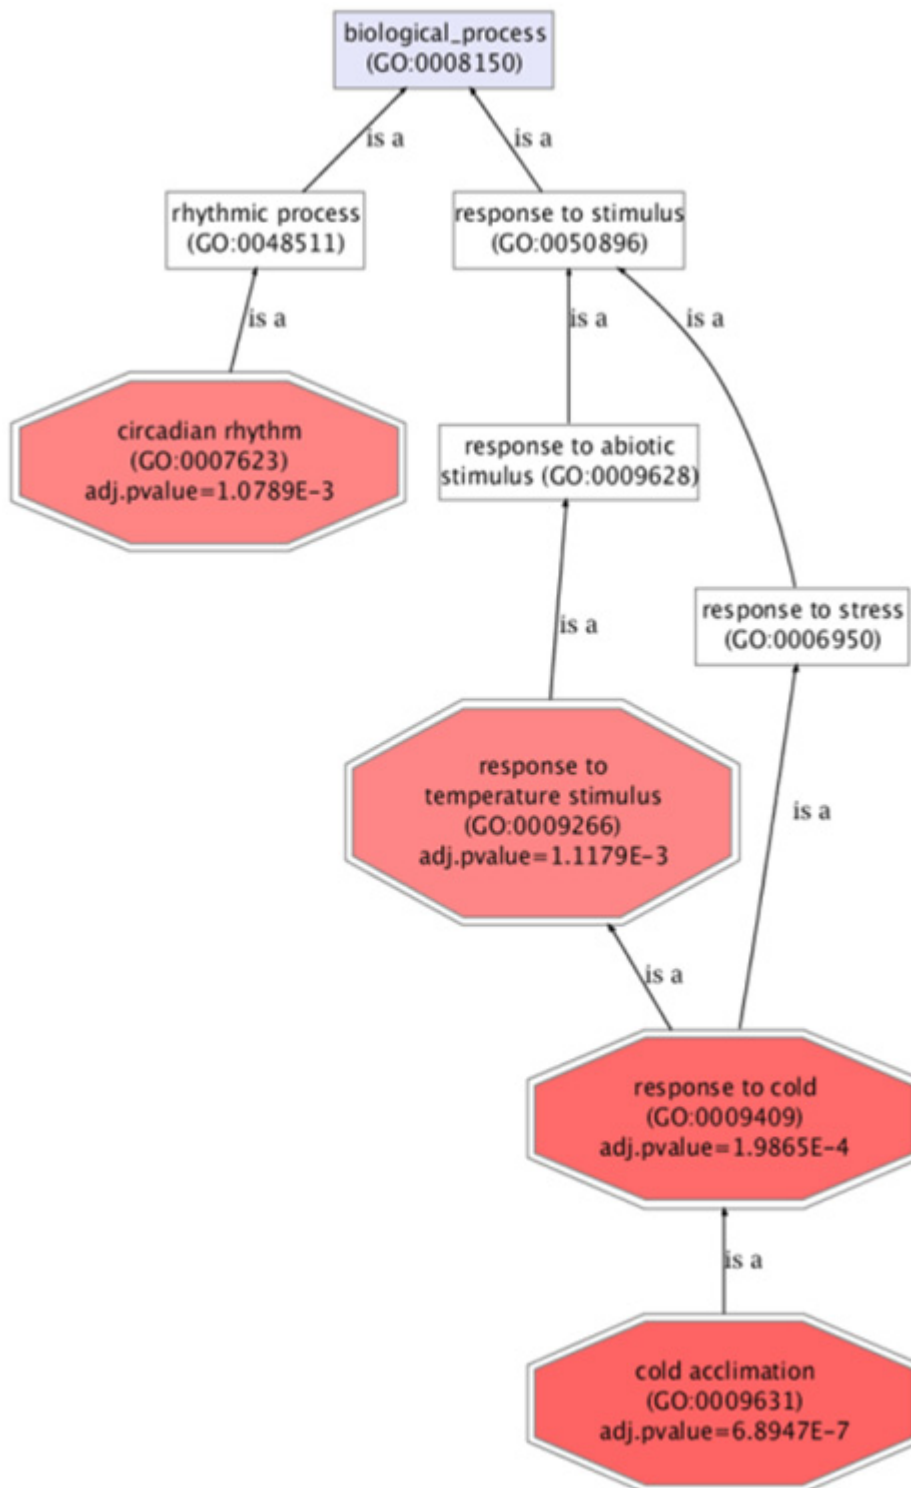 biological_process
(GO:0008150)
is a
is a
rhythmic process
(GO:0048511)
response to stimulus
(GO:0050896)
is a
is a
is a
circadian rhythm
(GO:0007623)
adj.pvalue=1.0789E-3
response to abiotic
stimulus (GO:0009628)
is a
response to stress
(GO:0006950)
response to
temperature stimulus
(GO:0009266)
adj.pvalue=1.1179E-3
is a
is a
response to cold
(GO:0009409)
adj.pvalue=1.9865E-4
is a
cold acclimation
(GO:0009631)
adj.pvalue=6.8947E-7